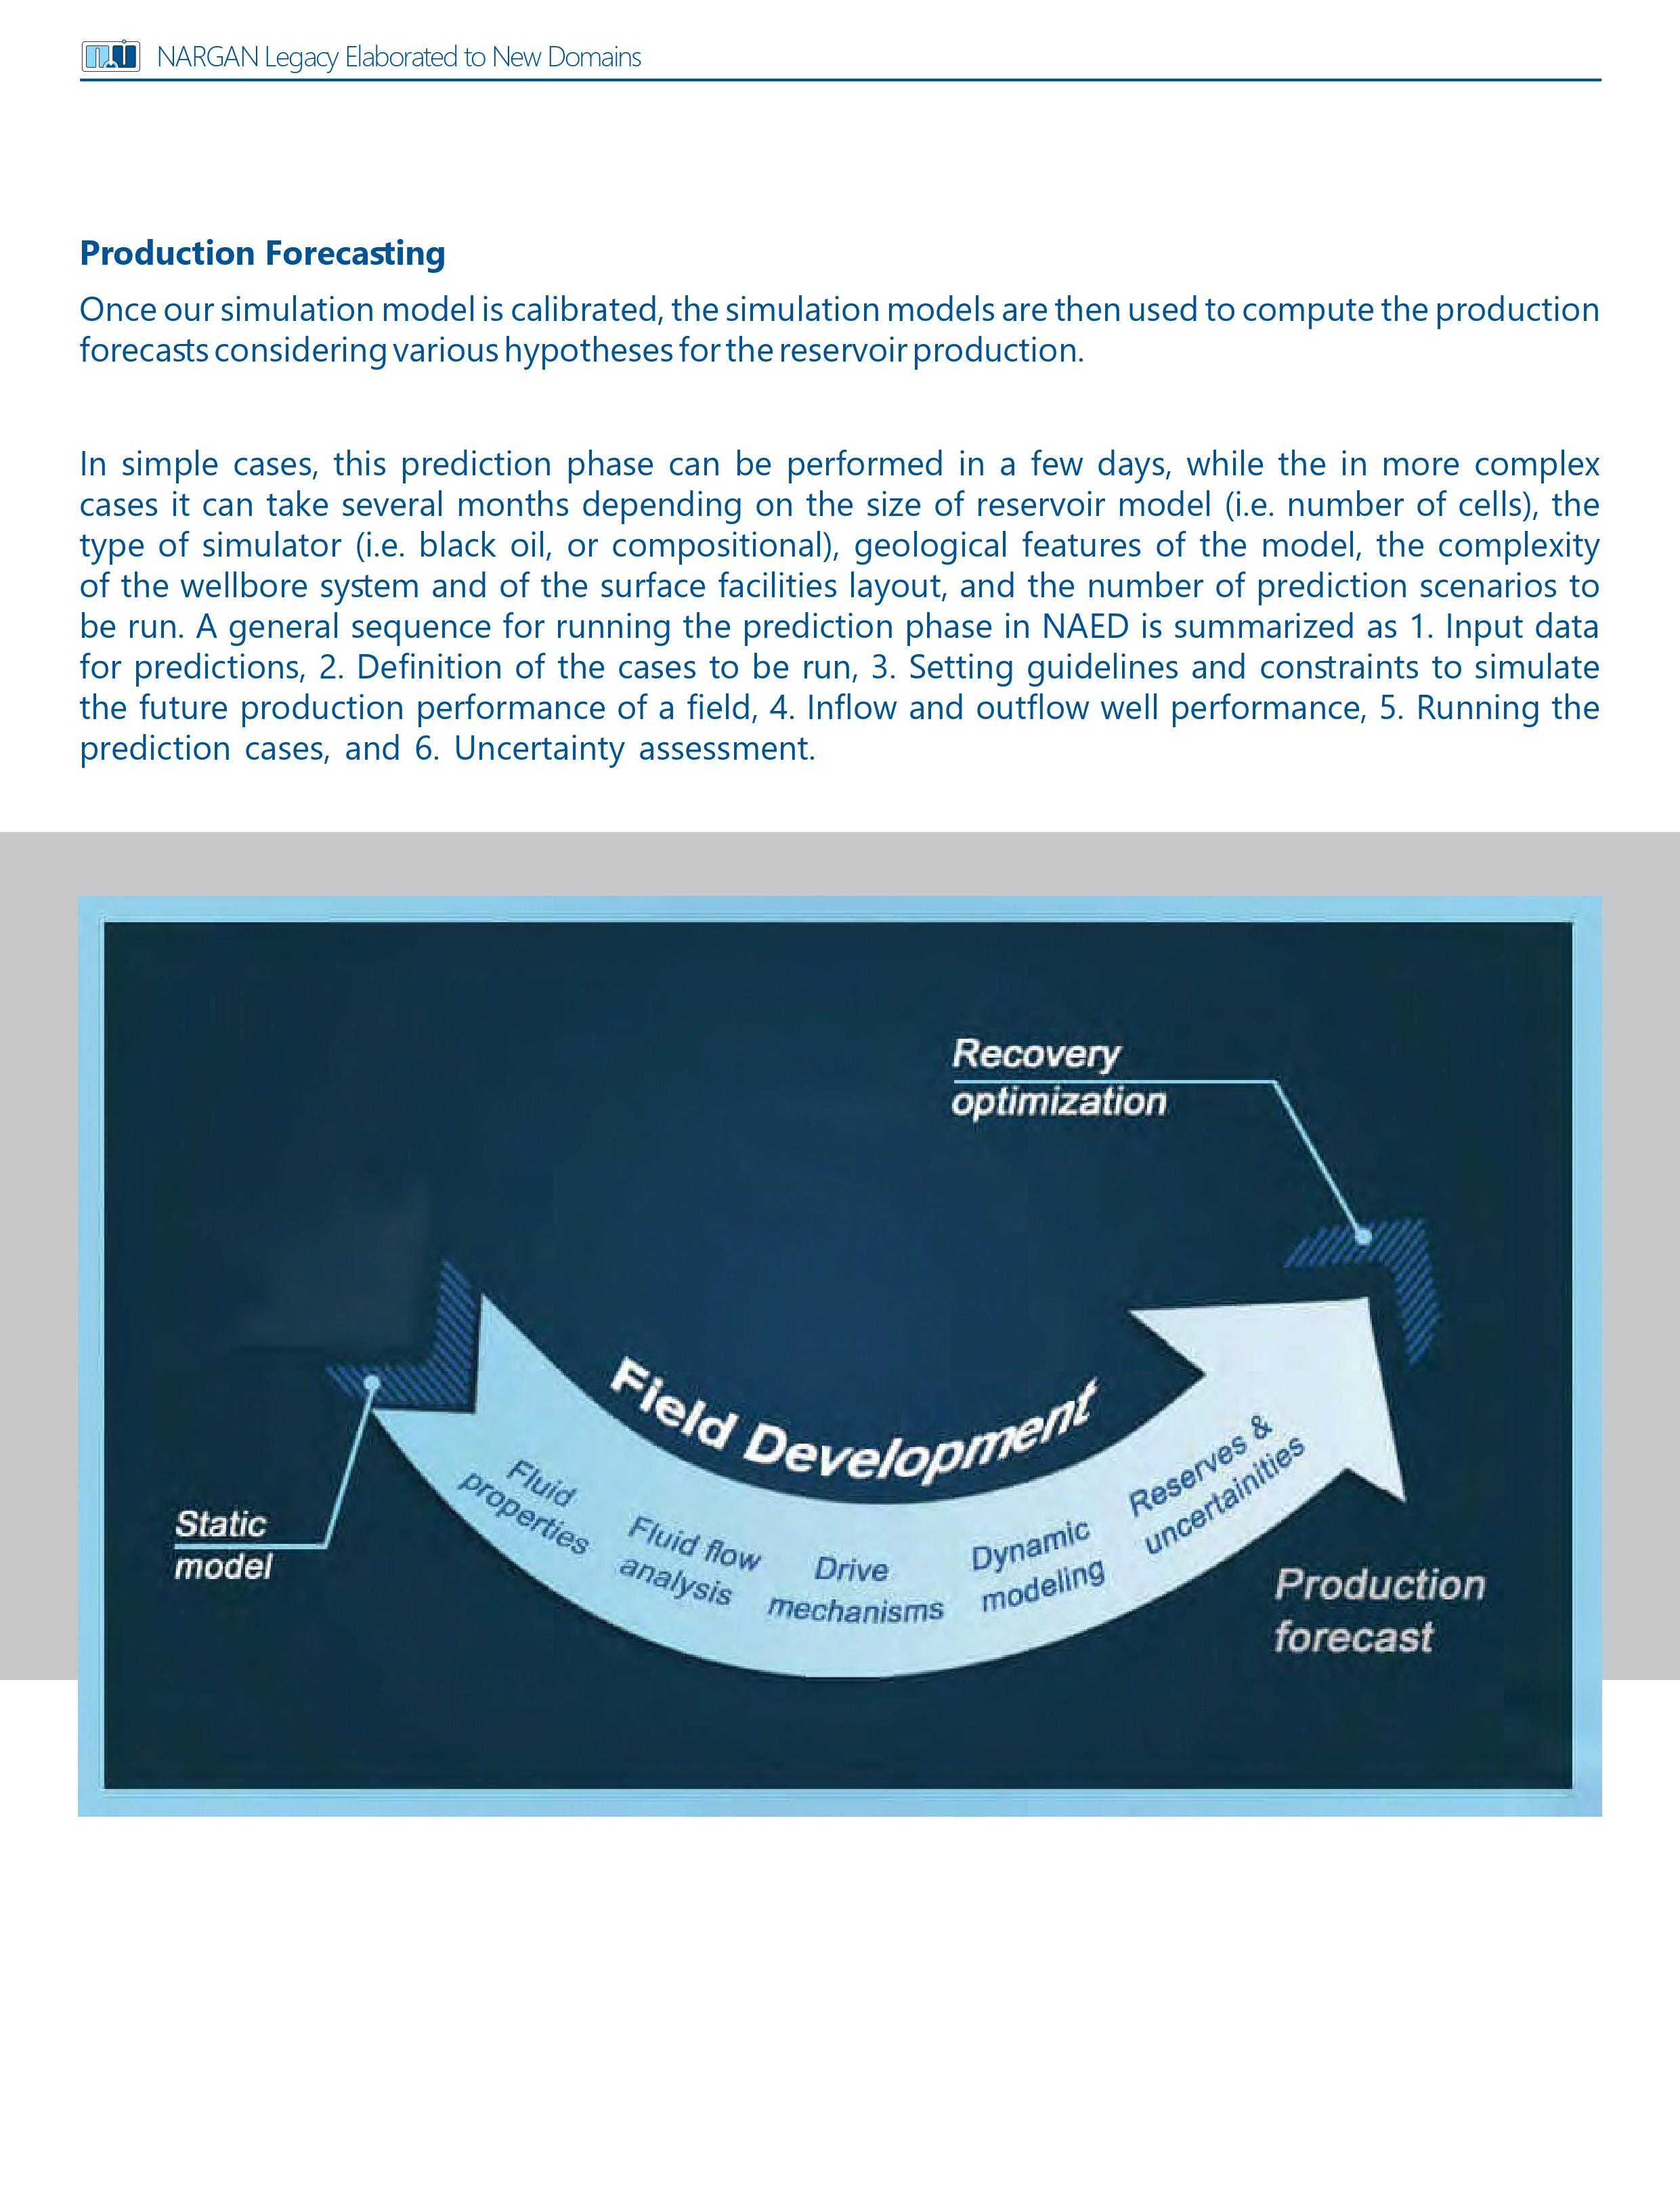 NARGAN Legacy Elaborated to New Domains
Production Forecasting
Once our simulation model is calibrated, the simulation models are then used to compute the production
forecasts considering various hypotheses for the reservoir production.
In simple cases, this prediction phase can be performed in a few days, while the in more complex
cases it can take several months depending on the size of reservoir model (i.e. number of cells), the
type of simulator (i.e. black oil, or compositional), geological features of the model, the complexity
of the wellbore system and of the surface facilities layout, and the number of prediction scenarios to
be run. A general sequence for running the prediction phase in NAED is summarized as 1. Input data
for predictions, 2. Definition of the cases to be run, 3. Setting guidelines and constraints to simulate
the future production performance of a field, 4. Inflow and outflow well performance, 5. Running the
prediction cases, and 6. Uncertainty assessment.
Recovery
optimization
Field Development
Static
model
Fluid
properties
Fluid flow
analysis
Drive
mechanisms
Dynamic
modeling
Reserves &
uncertainities
Production
forecast